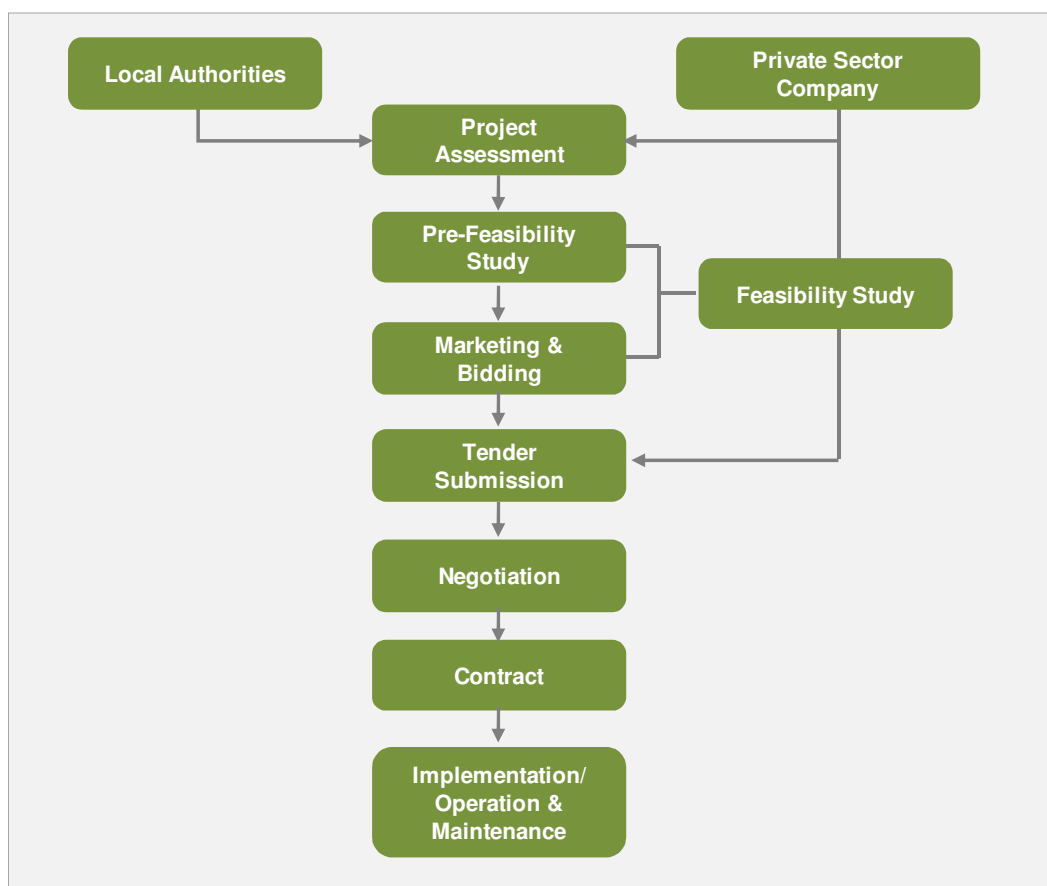 Local Authorities
Private Sector
Company
Project
Assessment
Pre-Feasibility
Study
Feasibility Study
Marketing &
Bidding
Tender
Submission
Negotiation
Contract
Implementation/
Operation &
Maintenance